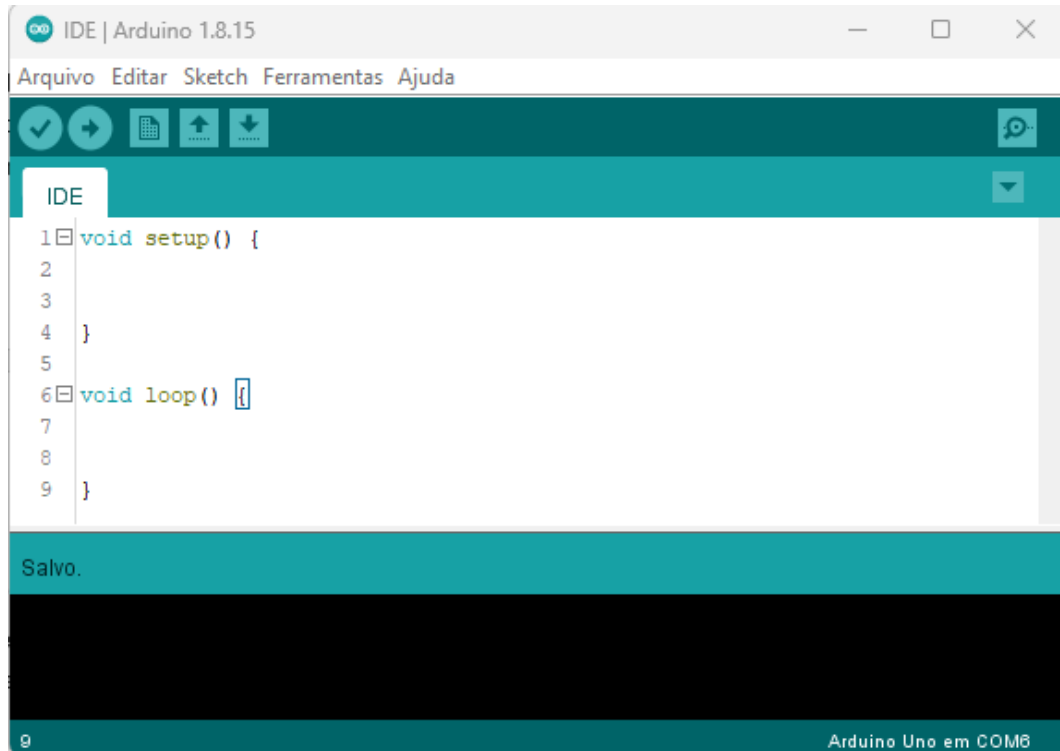 IDE | Arduino 1.8.15
Arquivo Editar Sketch Ferramentas Ajuda
IDE
1 void setup() {
2
3
4 }
5
6 void loop() {
7
8
9 }
Salvo.
9 Arduino Uno em COM6